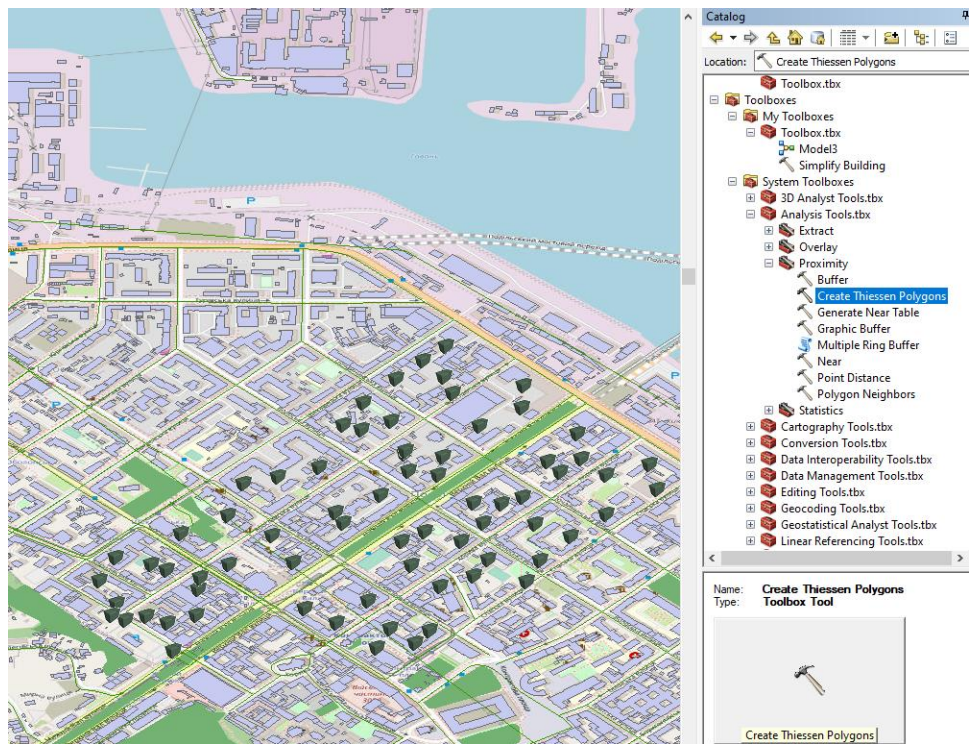 Catalog
Location: Create Thiessen Polygons
Toolbox.tbx
Toolboxes
My Toolboxes
Toolbox.tbx
Model3
Simplify Building
System Toolboxes
3D Analyst Tools.tbx
Analysis Tools.tbx
Extract
Overlay
Proximity
Buffer
Create Thiessen Polygons
Generate Near Table
Graphic Buffer
Multiple Ring Buffer
Near
Point Distance
Polygon Neighbors
Statistics
Cartography Tools.tbx
Conversion Tools.tbx
Data Interoperability Tools.tbx
Data Management Tools.tbx
Editing Tools.tbx
Geocoding Tools.tbx
Geostatistical Analyst Tools.tbx
Linear Referencing Tools.tbx
Name: Create Thiessen Polygons
Type: Toolbox Tool
Create Thiessen Polygons
P
P
P